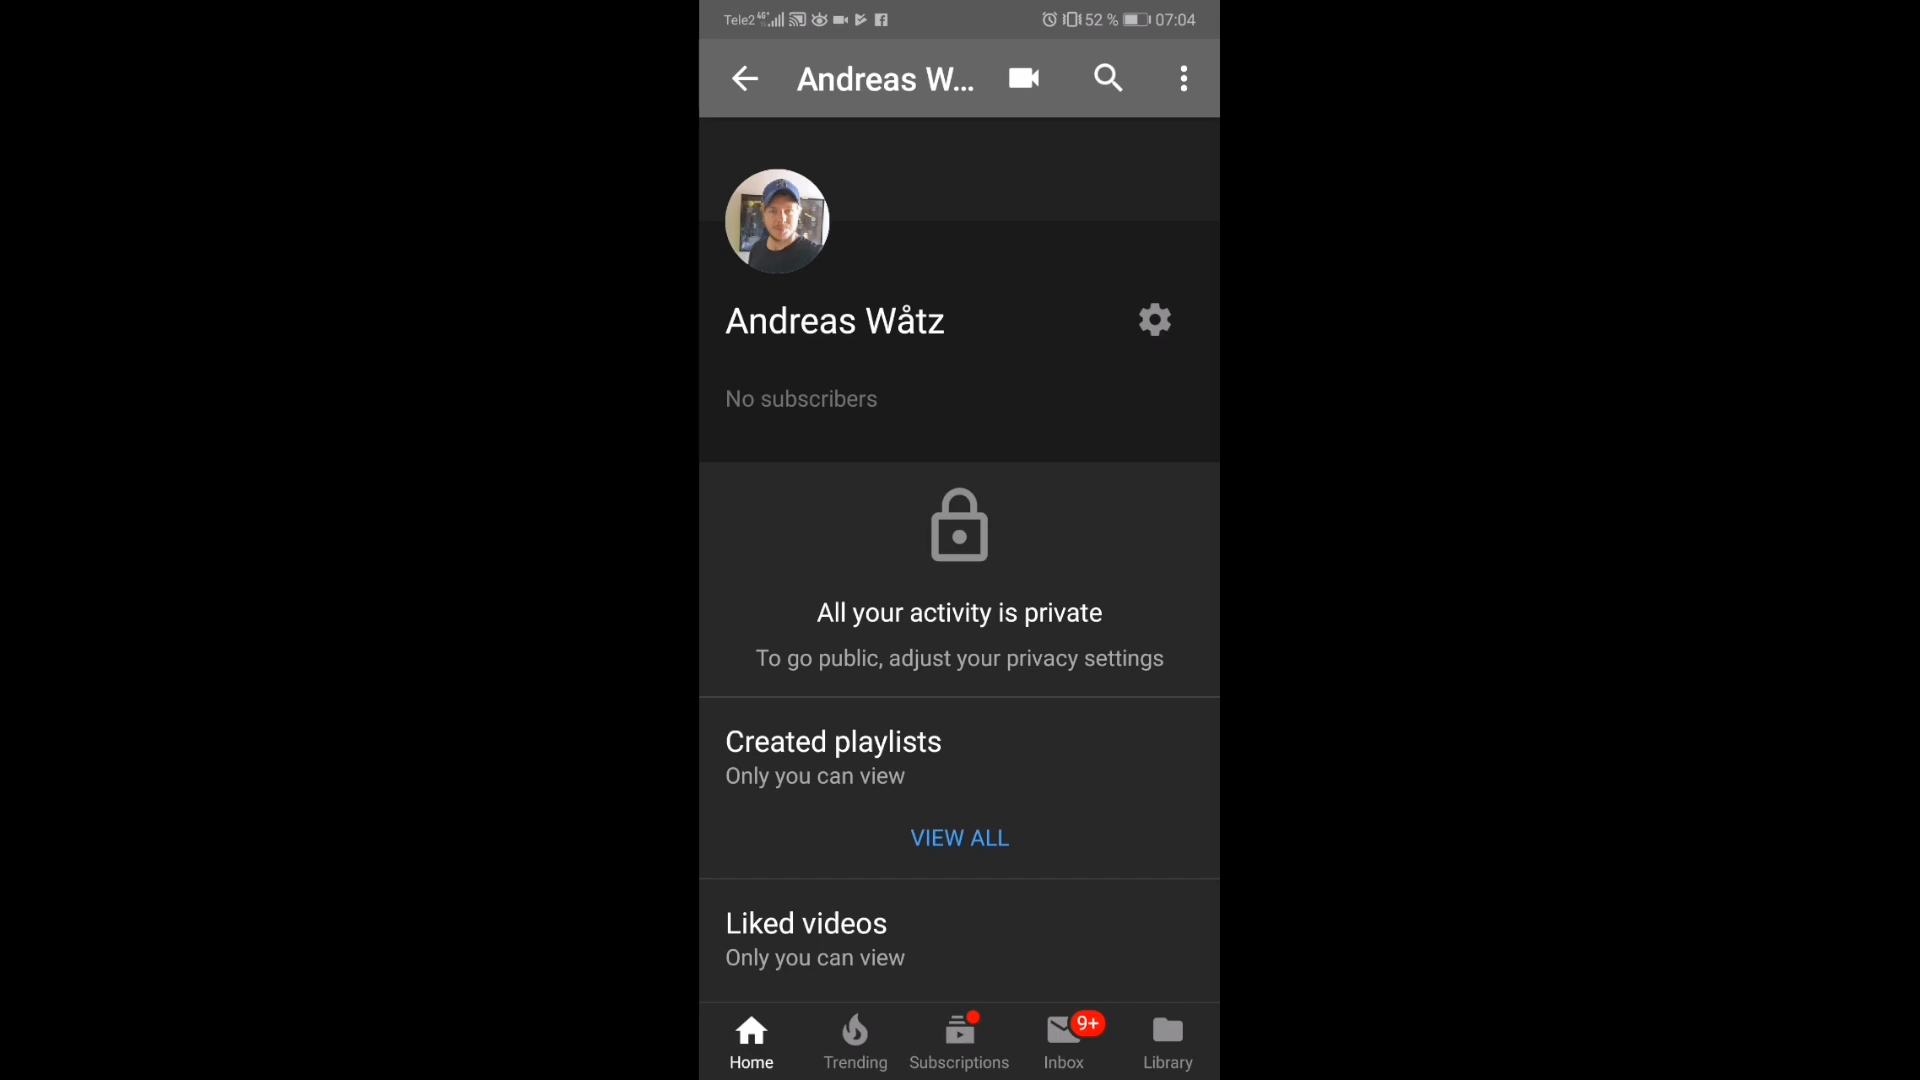 Tele2 4G+ 52 % 07:04
Andreas W...
Andreas Wåtz
No subscribers
All your activity is private
To go public, adjust your privacy settings
Created playlists
Only you can view
VIEW ALL
Liked videos
Only you can view
9+
Home Trending Subscriptions Inbox Library